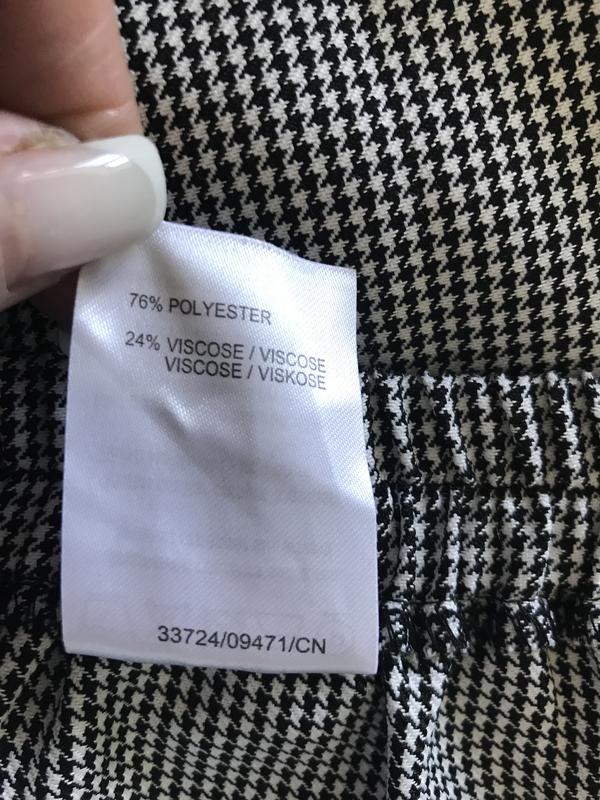 76% POLYESTER
24% VISCOSE / VISCOSE
VISCOSE / VISKOSE
33724/09471/CN